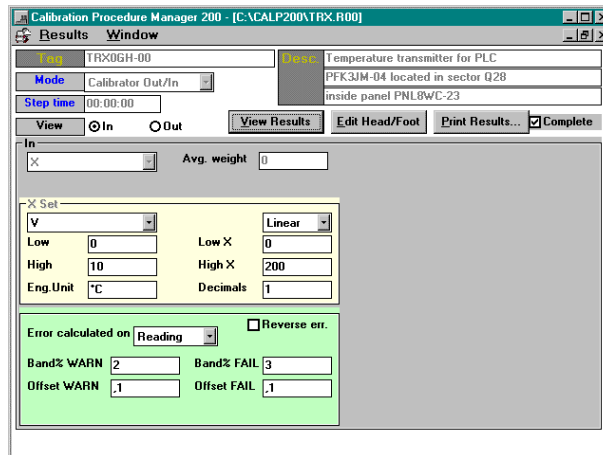 Calibration Procedure Manager 200 - [C:\CALP200\TRX.R00]
Results Window
Tag TRX0GH-00 Desc. Temperature transmitter for PLC
Mode Calibrator Out/In PFK3JM-04 located in sector Q28
Step time 00:00:00 inside panel PNL8WC-23
View In Out View Results Edit Head/Foot Print Results... Complete
In
X Avg. weight 0
X Set
V Linear
Low 0 Low X 0
High 10 High X 200
Eng.Unit °C Decimals 1
Error calculated on Reading Reverse err.
Band% WARN 2 Band% FAIL 3
Offset WARN ,1 Offset FAIL ,1